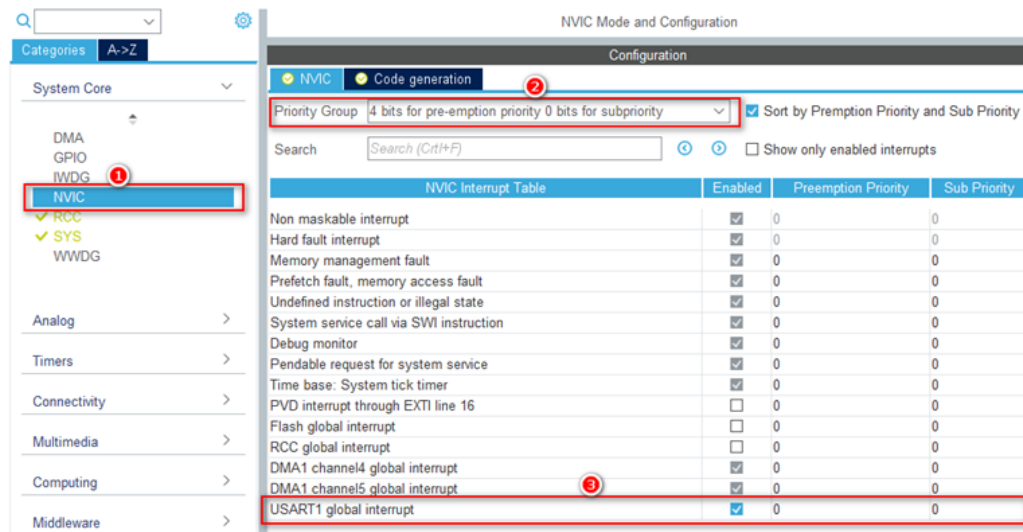 NVIC Mode and Configuration
Categories A->Z
Configuration
System Core
NVIC Code generation
2
Priority Group 4 bits for pre-emption priority 0 bits for subpriority Sort by Premption Priority and Sub Priority
DMA
GPIO
IWDG
1
NVIC
RCC
SYS
WWDG
Search Search (Crtl+F) Show only enabled interrupts
NVIC Interrupt Table Enabled Preemption Priority Sub Priority
Non maskable interrupt 0 0
Hard fault interrupt 0 0
Memory management fault 0 0
Prefetch fault, memory access fault 0 0
Undefined instruction or illegal state 0 0
System service call via SWI instruction 0 0
Debug monitor 0 0
Pendable request for system service 0 0
Time base: System tick timer 0 0
PVD interrupt through EXTI line 16 0 0
Flash global interrupt 0 0
RCC global interrupt 0 0
DMA1 channel4 global interrupt 0 0
DMA1 channel5 global interrupt 0 0
3
USART1 global interrupt 0 0
Analog
Timers
Connectivity
Multimedia
Computing
Middleware